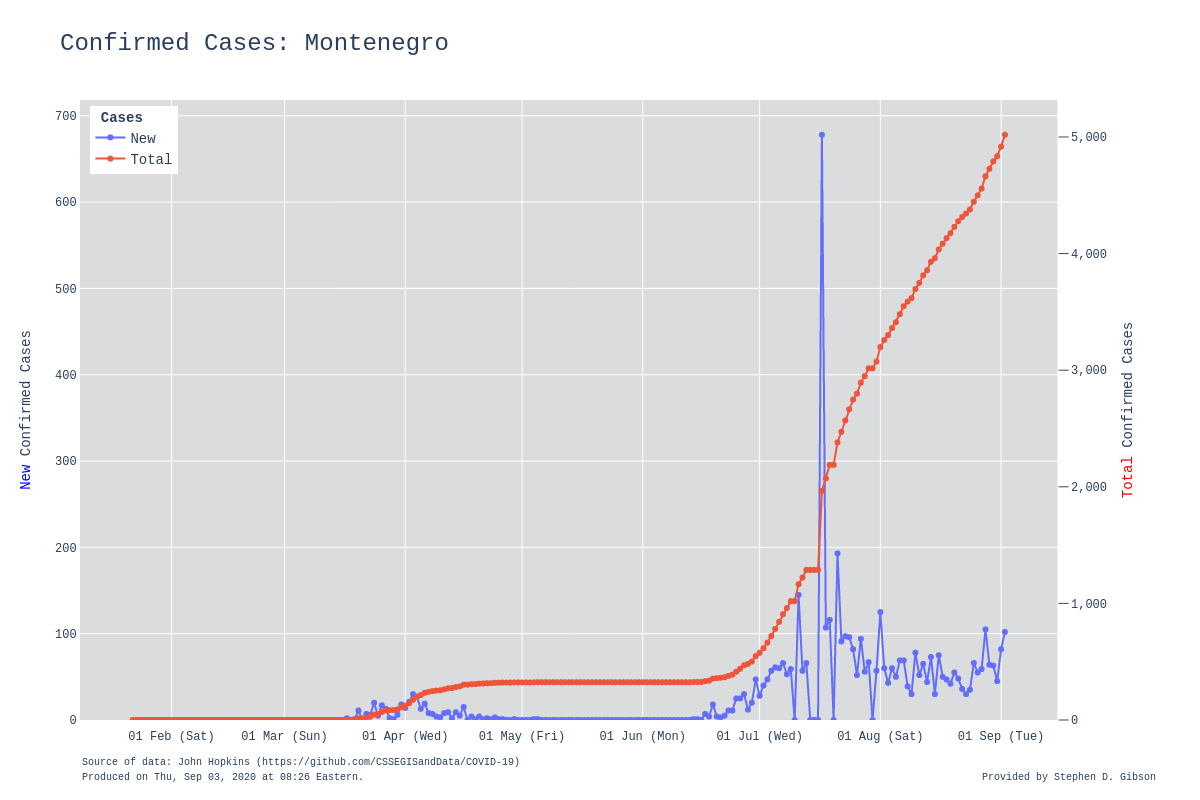 Confirmed Cases: Montenegro
Cases
New
Total
700
600
500
400
300
200
100
0
5,000
4,000
3,000
2,000
1,000
0
New Confirmed Cases
Total Confirmed Cases
01 Feb (Sat)
01 Mar (Sun)
01 Apr (Wed)
01 May (Fri)
01 Jun (Mon)
01 Jul (Wed)
01 Aug (Sat)
01 Sep (Tue)
Source of data: John Hopkins (https://github.com/CSSEGISandData/COVID-19)
Produced on Thu, Sep 03, 2020 at 08:26 Eastern.
Provided by Stephen D. Gibson